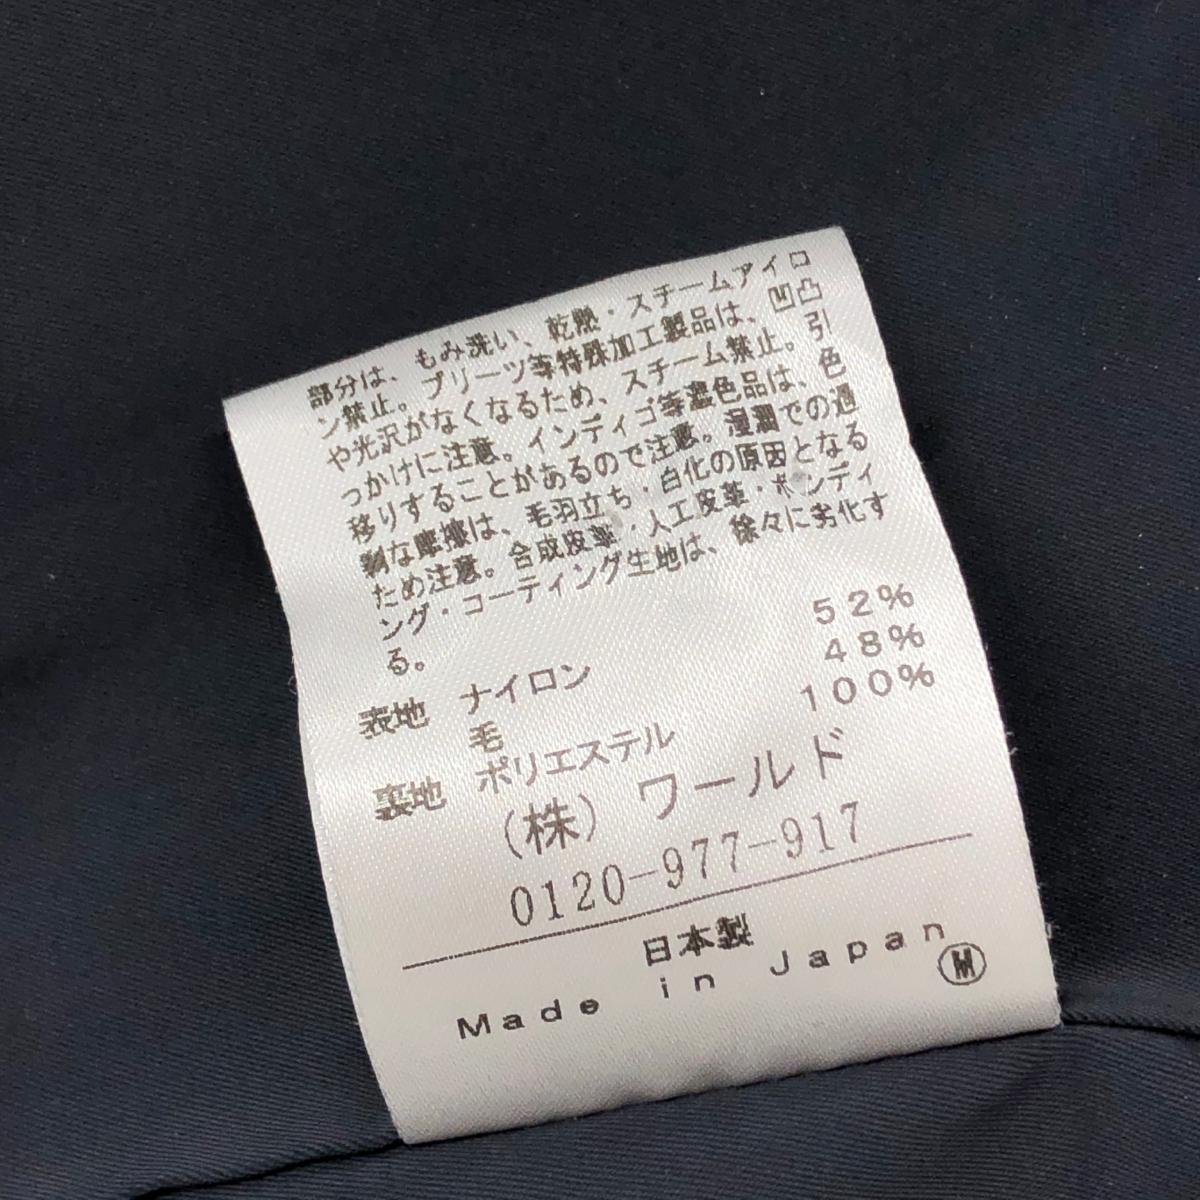 部分は、もみ洗い、乾燥・スチームアイロ
ン禁止。プリーツ等特殊加工製品は、凹凸
や光沢がなくなるため、スチーム禁止。引
っかけに注意。インディゴ等濃色品は、色
移りすることがあるので注意。湿潤での過
剰な摩擦は、毛羽立ち・白化の原因となる
ため注意。合成皮革・人工皮革・ボンディ
ング・コーティング生地は、徐々に劣化す
る。
表地 ナイロン 52%
毛 48%
裏地 ポリエステル 100%
(株) ワールド
0120-977-917
日本製
Made in Japan
M